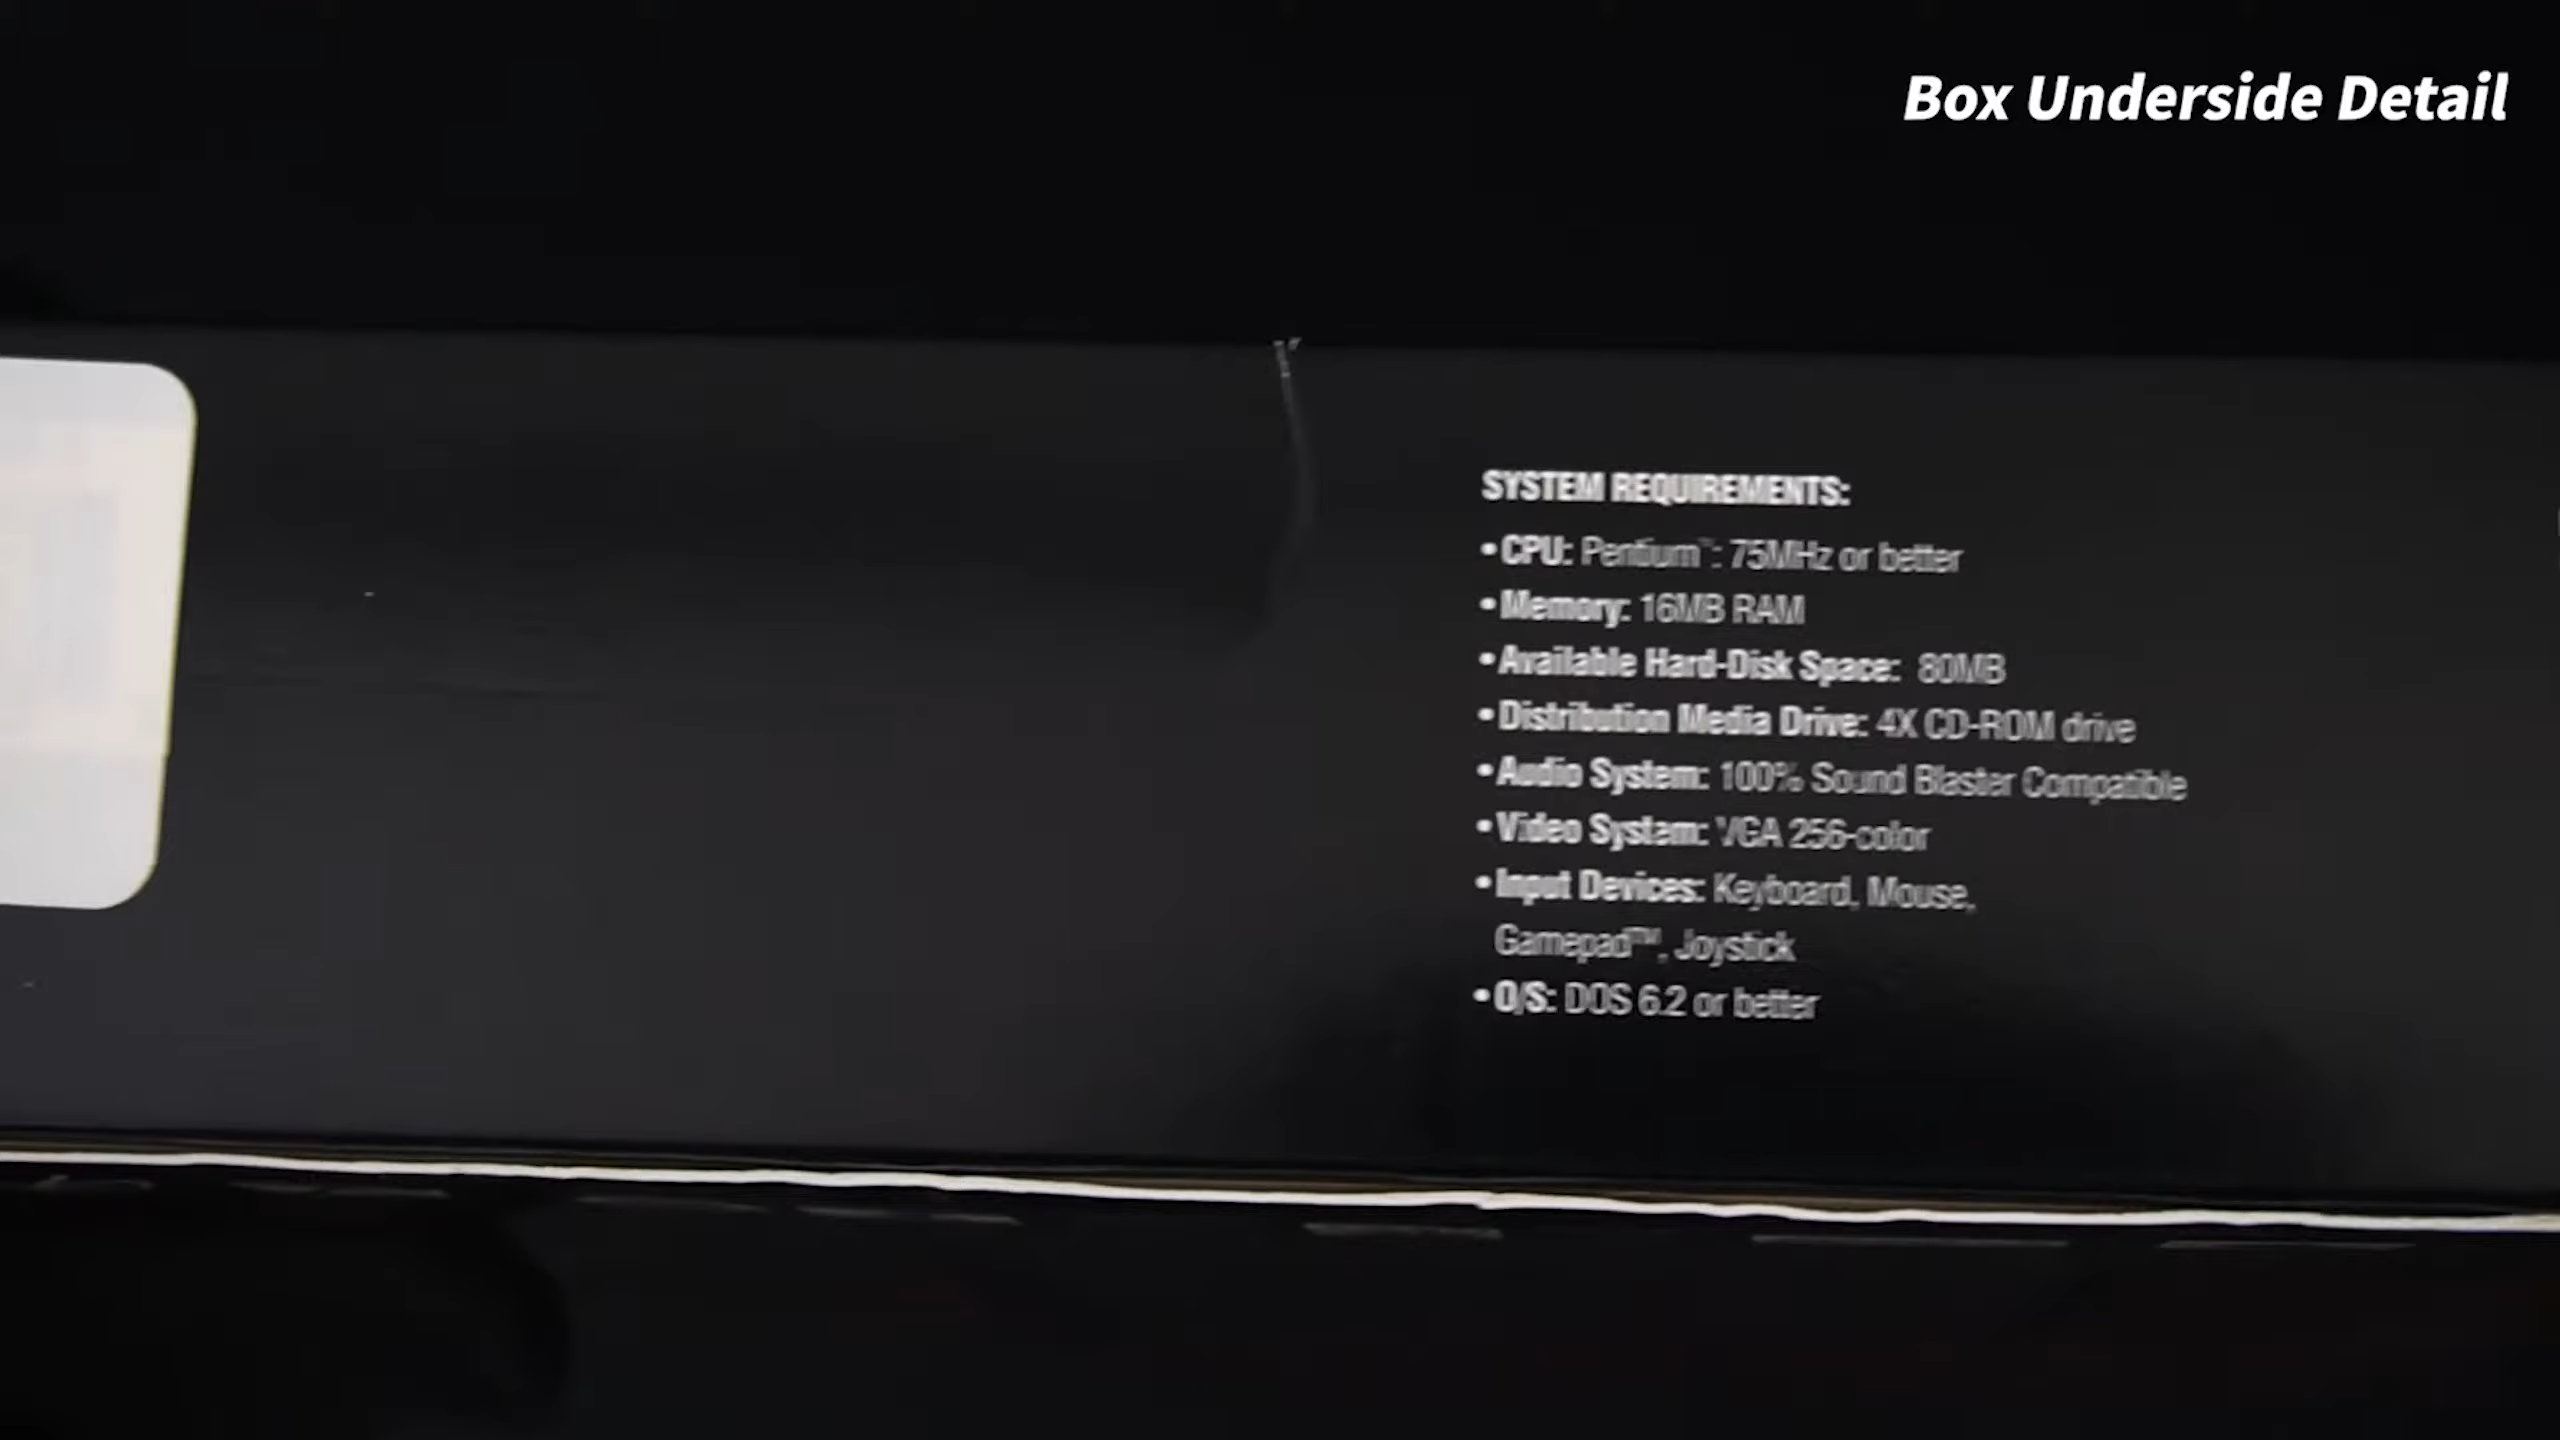 Box Underside Detail
SYSTEM REQUIREMENTS:
•CPU: Pentium™: 75MHz or better
•Memory: 16MB RAM
•Available Hard-Disk Space: 80MB
•Distribution Media Drive: 4X CD-ROM drive
•Audio System: 100% Sound Blaster Compatible
•Video System: VGA 256-color
•Input Devices: Keyboard, Mouse,
Gamepad™, Joystick
•O/S: DOS 6.2 or better